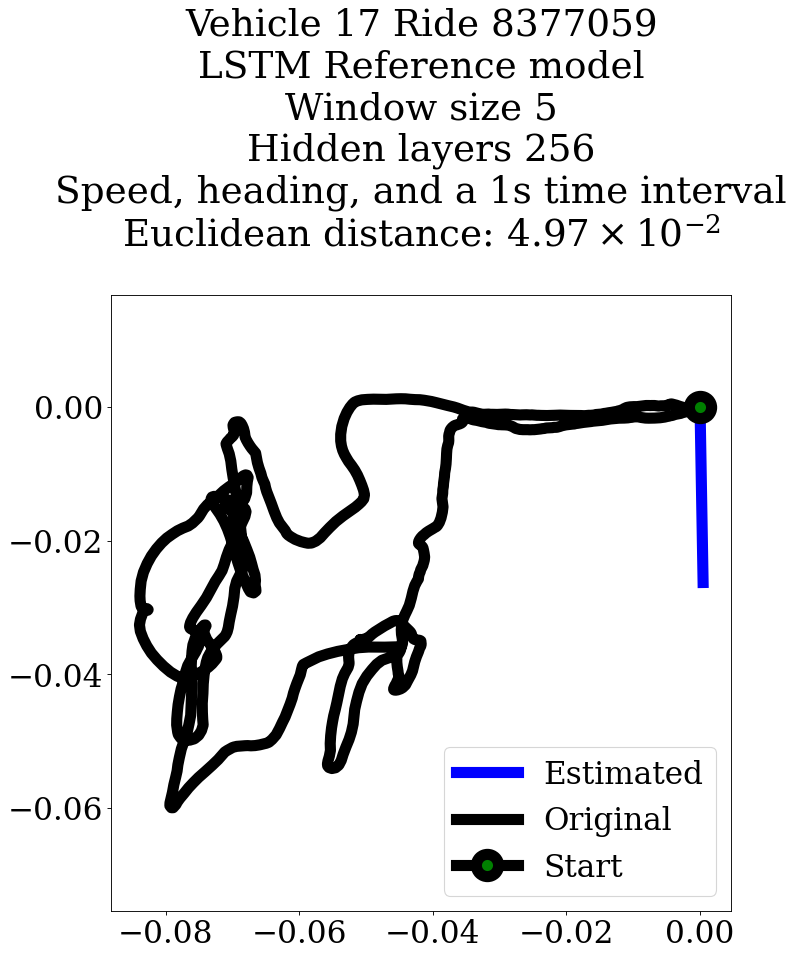 Vehicle 17 Ride 8377059
LSTM Reference model
Window size 5
Hidden layers 256
Speed, heading, and a 1s time interval
Euclidean distance: 4.97 × 10⁻²
0.00
−0.02
−0.04
−0.06
Estimated
Original
Start
−0.08
−0.06
−0.04
−0.02
0.00